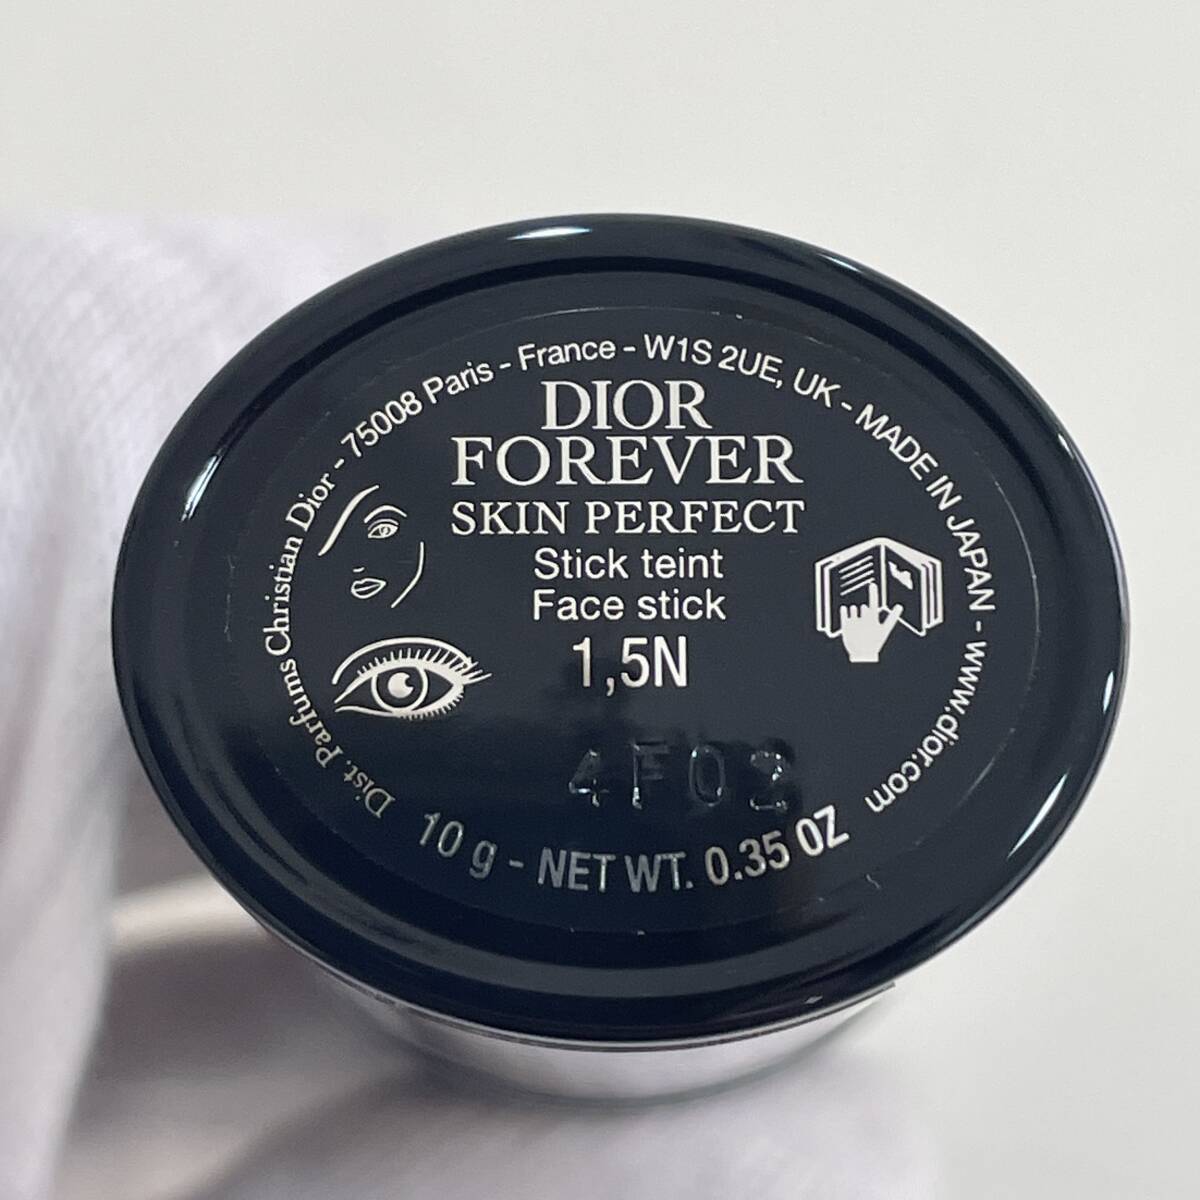 Dist. Parfums Christian Dior - 75008 Paris - France - W1S 2UE, UK - MADE IN JAPAN - www.dior.com
DIOR
FOREVER
SKIN PERFECT
Stick teint
Face stick
1,5N
4F02
10 g - NET WT. 0.35 OZ